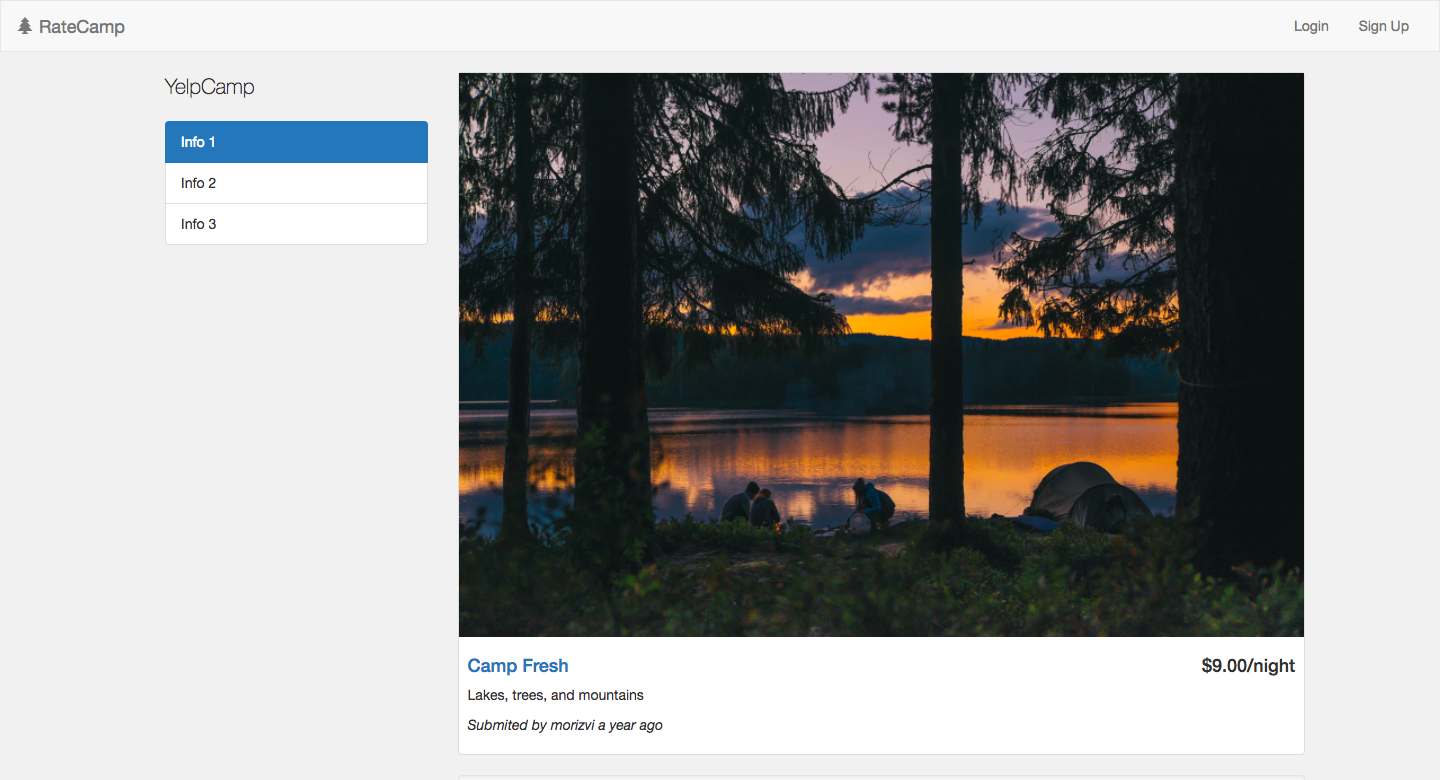 RateCamp
Login
Sign Up
YelpCamp
Info 1
Info 2
Info 3
Camp Fresh
$9.00/night
Lakes, trees, and mountains
Submited by morizvi a year ago